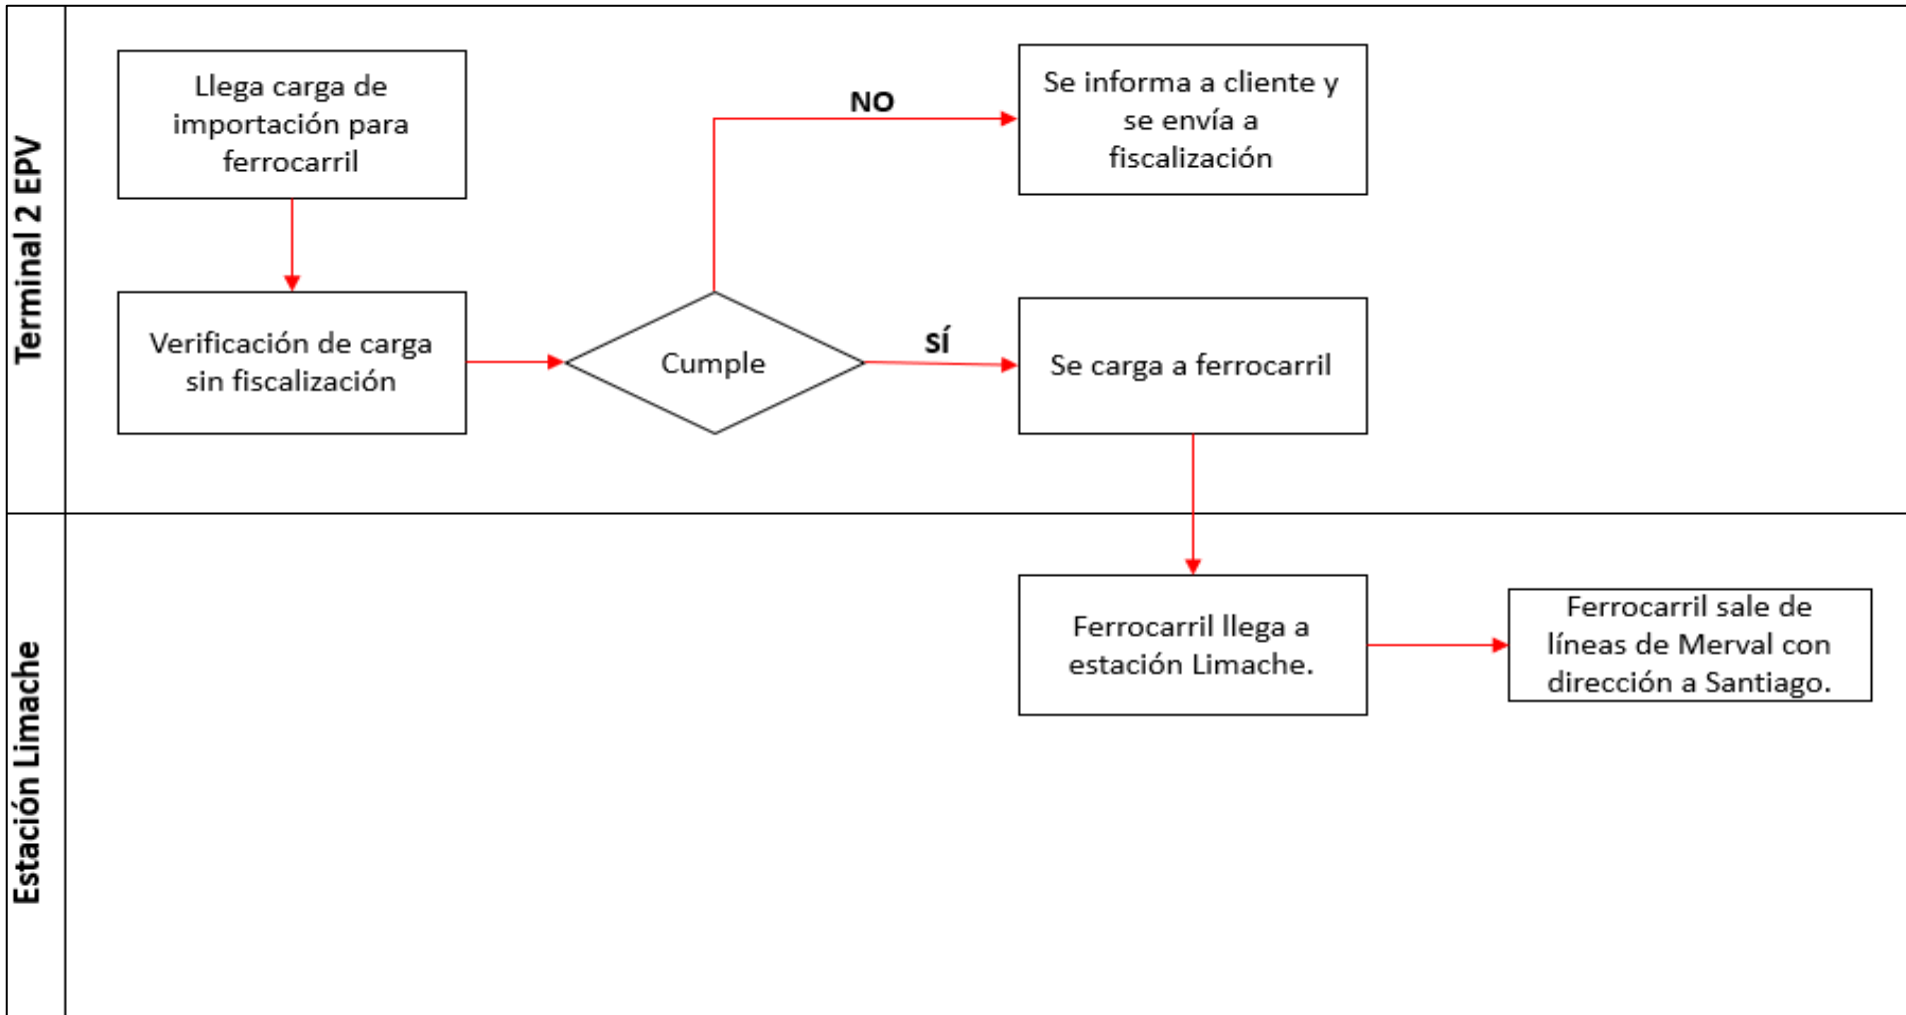 Terminal 2 EPV
Llega carga de
importación para
ferrocarril
Verificación de carga
sin fiscalización
Cumple
NO
Se informa a cliente y
se envía a
fiscalización
SÍ
Se carga a ferrocarril
Estación Limache
Ferrocarril llega a
estación Limache.
Ferrocarril sale de
líneas de Merval con
dirección a Santiago.